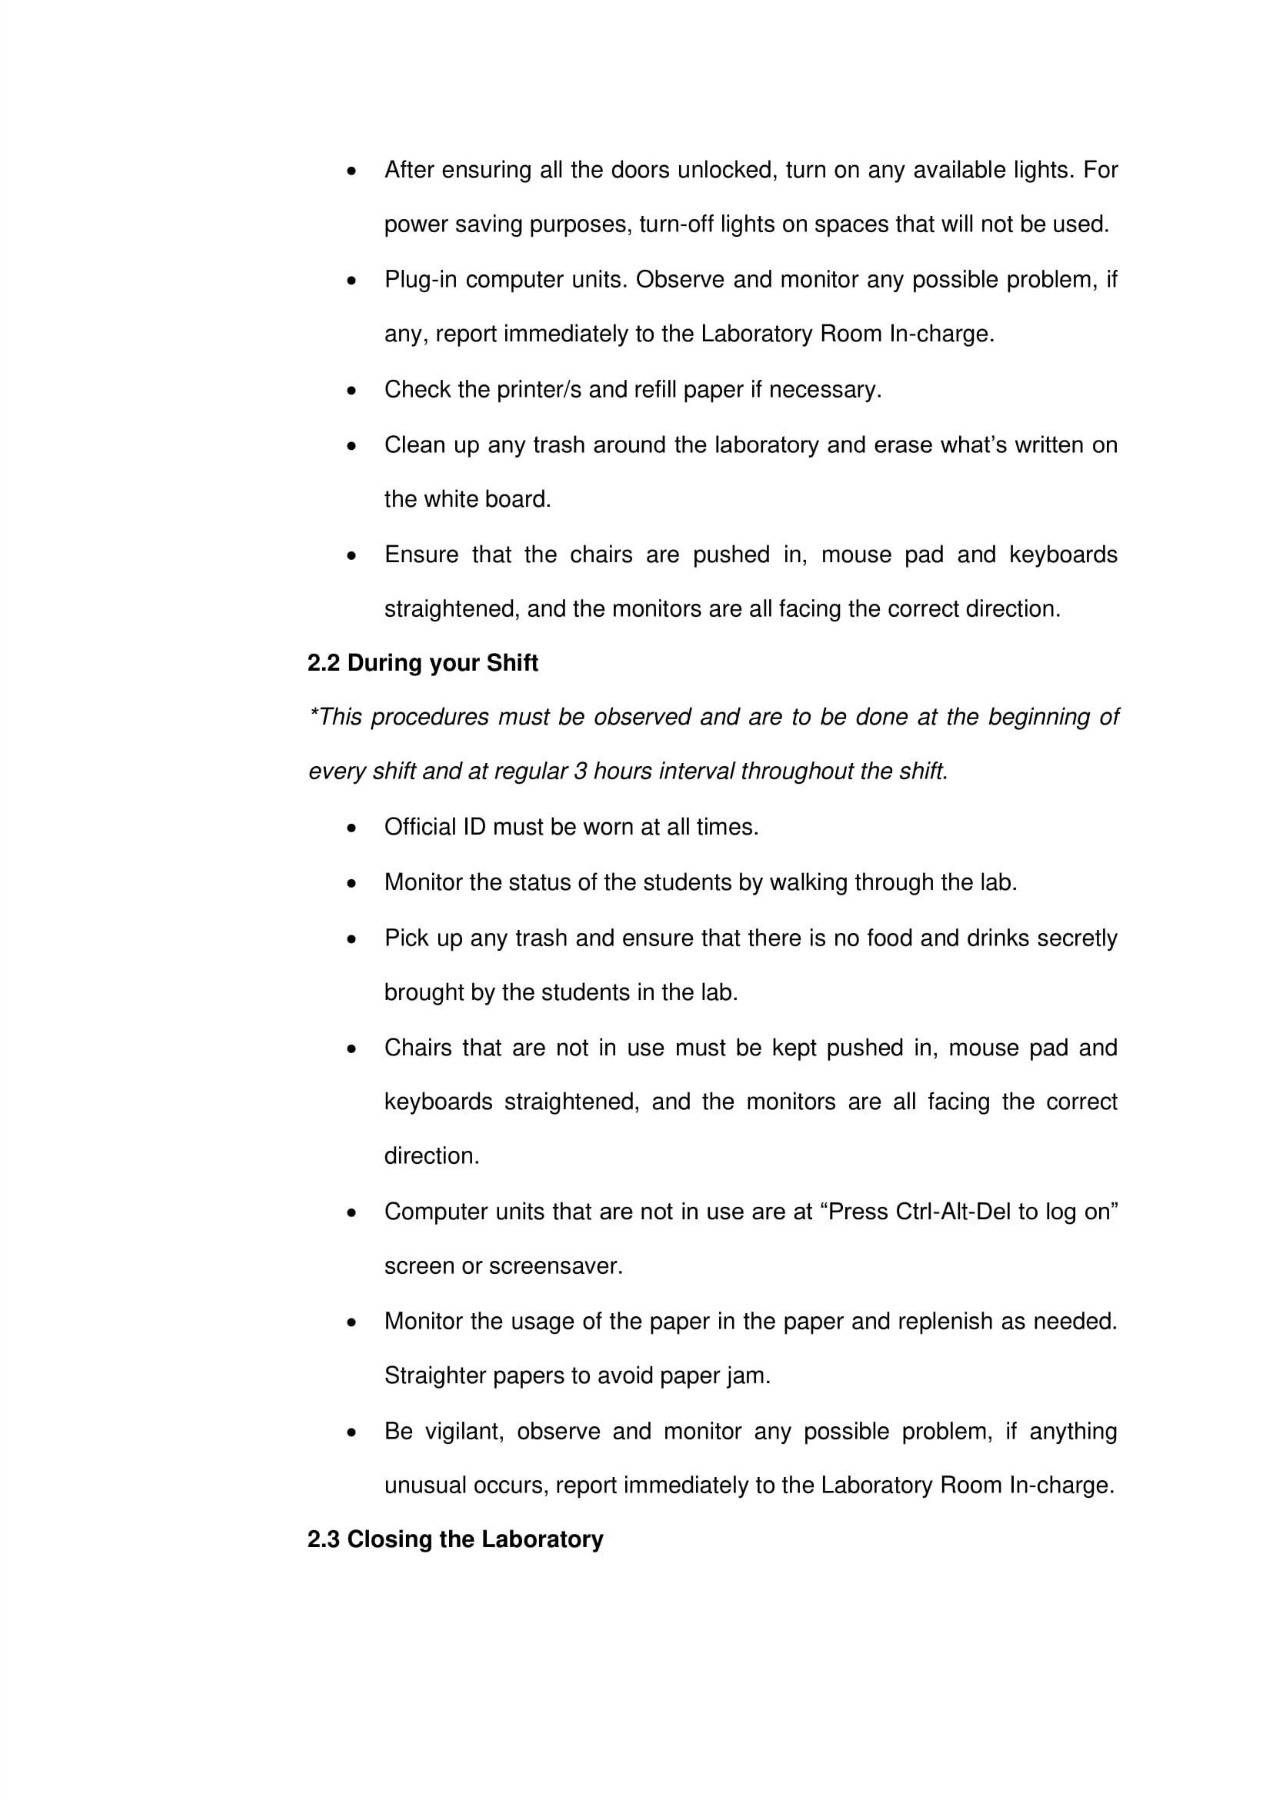 • After ensuring all the doors unlocked, turn on any available lights. For
power saving purposes, turn-off lights on spaces that will not be used.
• Plug-in computer units. Observe and monitor any possible problem, if
any, report immediately to the Laboratory Room In-charge.
• Check the printer/s and refill paper if necessary.
• Clean up any trash around the laboratory and erase what’s written on
the white board.
• Ensure that the chairs are pushed in, mouse pad and keyboards
straightened, and the monitors are all facing the correct direction.
2.2 During your Shift
*This procedures must be observed and are to be done at the beginning of
every shift and at regular 3 hours interval throughout the shift.
• Official ID must be worn at all times.
• Monitor the status of the students by walking through the lab.
• Pick up any trash and ensure that there is no food and drinks secretly
brought by the students in the lab.
• Chairs that are not in use must be kept pushed in, mouse pad and
keyboards straightened, and the monitors are all facing the correct
direction.
• Computer units that are not in use are at “Press Ctrl-Alt-Del to log on”
screen or screensaver.
• Monitor the usage of the paper in the paper and replenish as needed.
Straighter papers to avoid paper jam.
• Be vigilant, observe and monitor any possible problem, if anything
unusual occurs, report immediately to the Laboratory Room In-charge.
2.3 Closing the Laboratory